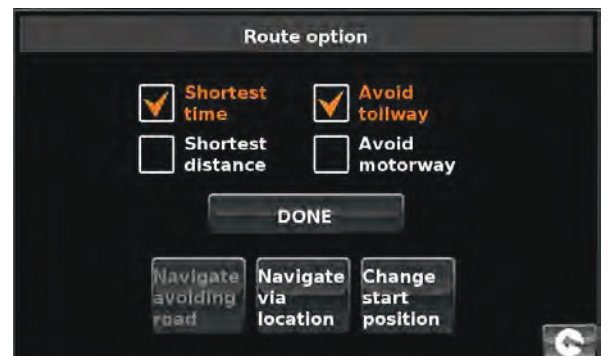 Route option
Shortest
time
Avoid
tollway
Shortest
distance
Avoid
motorway
DONE
Navigate
avoiding
road
Navigate
via
location
Change
start
position